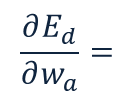 ∂E_d/∂w_a =